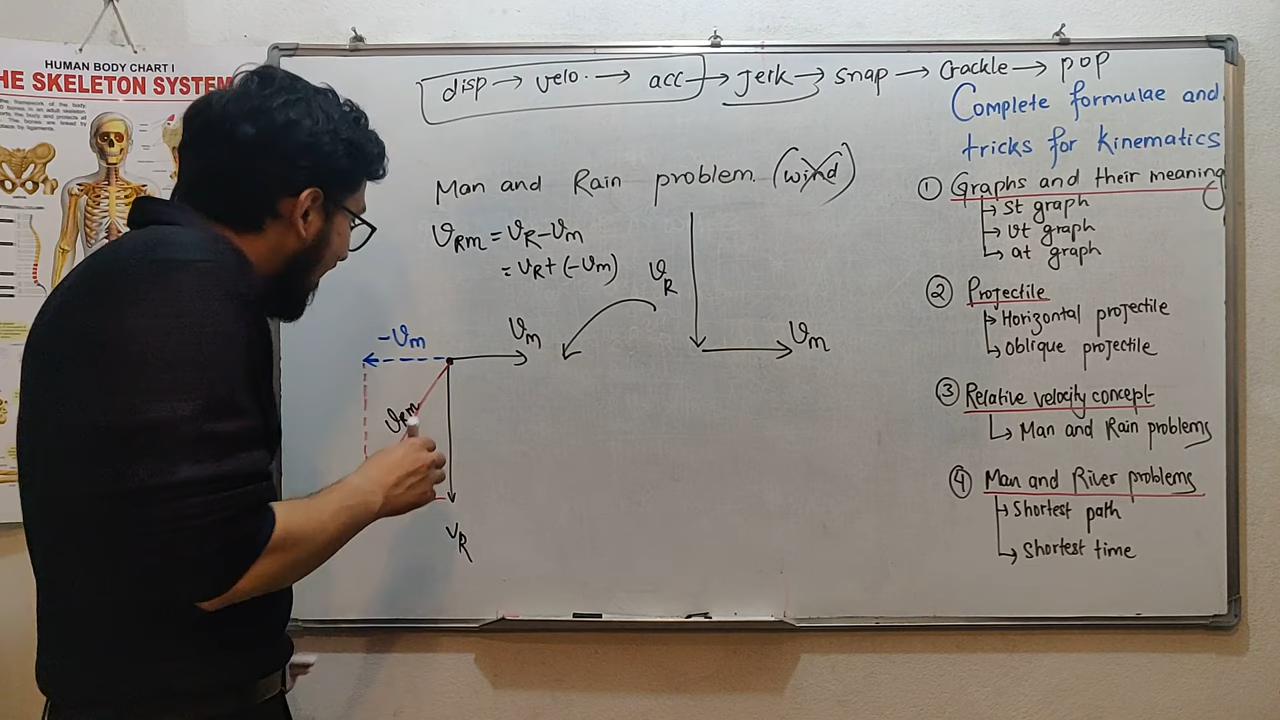 HUMAN BODY CHART I
HE SKELETON SYSTEM
disp → velo. → acc → Jerk → Snap → Crackle → pop
Complete formulae and
tricks for Kinematics
Man and Rain problem. (wind)
𝑣Rm = 𝑣R - 𝑣m
= 𝑣R + (-𝑣m)
𝑣R
𝑣m
-𝑣m
𝑣m
𝑣Rm
𝑣R
① Graphs and their meaning
→ St graph
→ vt graph
→ at graph
② Projectile
→ Horizontal projectile
→ Oblique projectile
③ Relative velocity concept
→ Man and Rain problems
④ Man and River problems
→ Shortest path
→ Shortest time